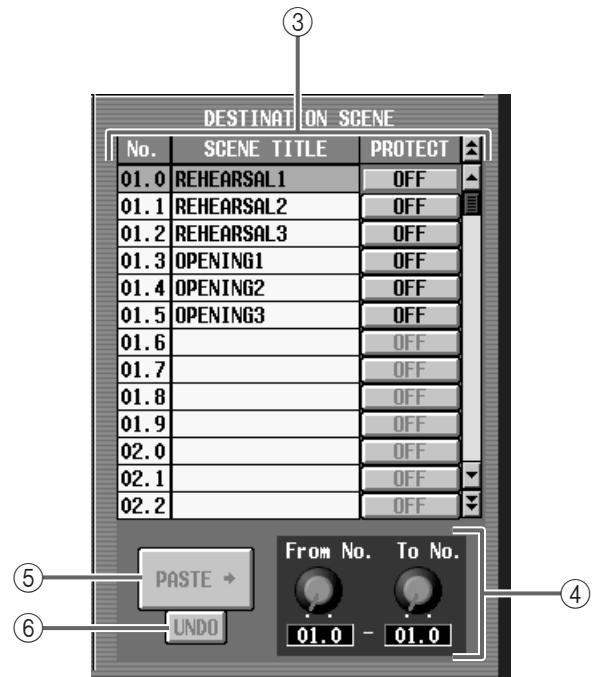 ③
DESTINATION SCENE
No. SCENE TITLE PROTECT
01.0 REHEARSAL1 OFF
01.1 REHEARSAL2 OFF
01.2 REHEARSAL3 OFF
01.3 OPENING1 OFF
01.4 OPENING2 OFF
01.5 OPENING3 OFF
01.6 OFF
01.7 OFF
01.8 OFF
01.9 OFF
02.0 OFF
02.1 OFF
02.2 OFF
From No. To No.
⑤ PASTE → ④
⑥ UNDO 01.0 - 01.0